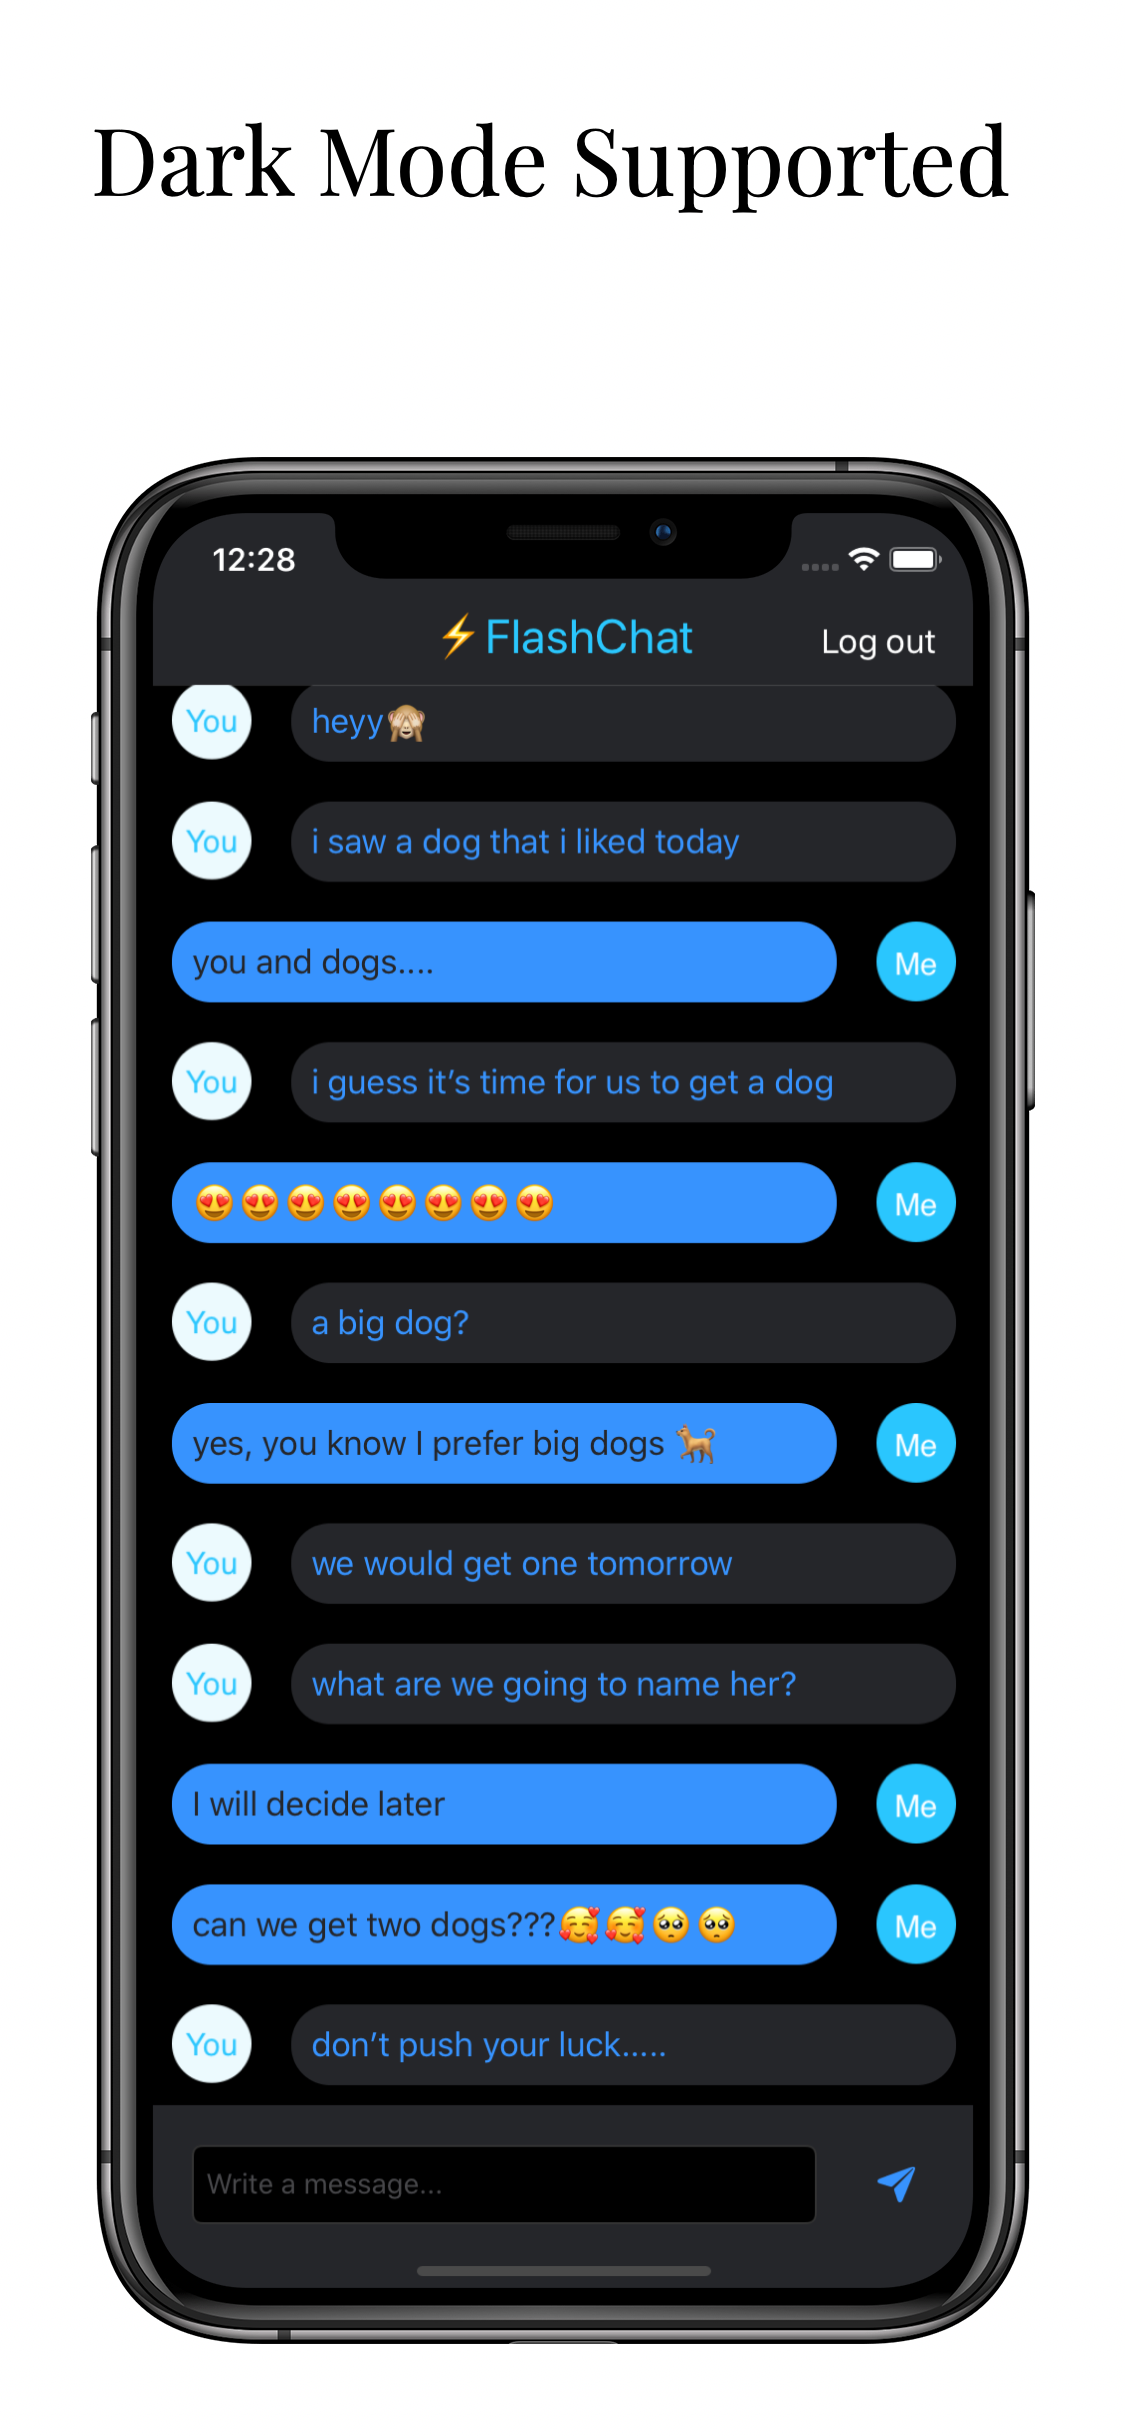 Dark Mode Supported
12:28
⚡FlashChat
Log out
You
heyy🙈
You
i saw a dog that i liked today
you and dogs....
Me
You
i guess it’s time for us to get a dog
😍😍😍😍😍😍😍😍
Me
You
a big dog?
yes, you know I prefer big dogs 🐕
Me
You
we would get one tomorrow
You
what are we going to name her?
I will decide later
Me
can we get two dogs???🥰🥰🥺🥺
Me
You
don’t push your luck.....
Write a message...